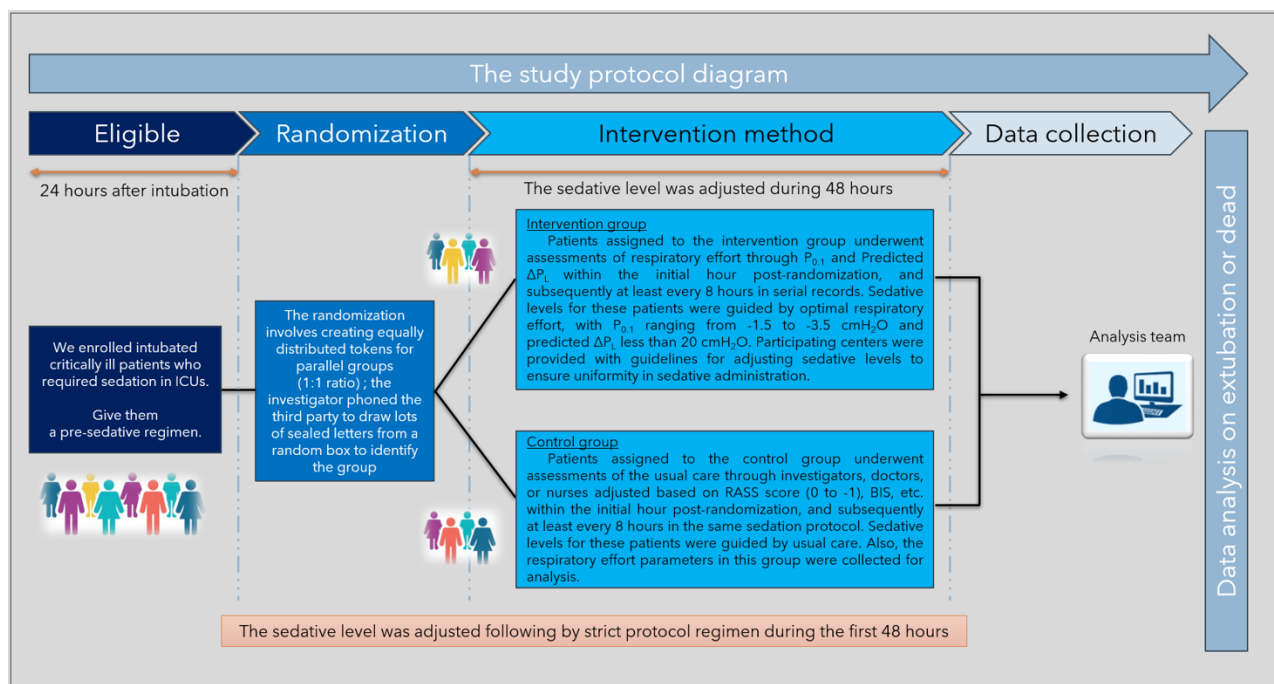 The study protocol diagram
Eligible
Randomization
Intervention method
Data collection
24 hours after intubation
The sedative level was adjusted during 48 hours
We enrolled intubated
critically ill patients who
required sedation in ICUs.
Give them
a pre-sedative regimen.
The randomization
involves creating equally
distributed tokens for
parallel groups
(1:1 ratio) ; the
investigator phoned the
third party to draw lots
of sealed letters from a
random box to identify
the group
Intervention group
Patients assigned to the intervention group underwent
assessments of respiratory effort through P0.1 and Predicted
ΔPL within the initial hour post-randomization, and
subsequently at least every 8 hours in serial records. Sedative
levels for these patients were guided by optimal respiratory
effort, with P0.1 ranging from -1.5 to -3.5 cmH2O and
predicted ΔPL less than 20 cmH2O. Participating centers were
provided with guidelines for adjusting sedative levels to
ensure uniformity in sedative administration.
Control group
Patients assigned to the control group underwent
assessments of the usual care through investigators, doctors,
or nurses adjusted based on RASS score (0 to -1), BIS, etc.
within the initial hour post-randomization, and subsequently
at least every 8 hours in the same sedation protocol. Sedative
levels for these patients were guided by usual care. Also, the
respiratory effort parameters in this group were collected for
analysis.
Analysis team
Data analysis on extubation or dead
The sedative level was adjusted following by strict protocol regimen during the first 48 hours